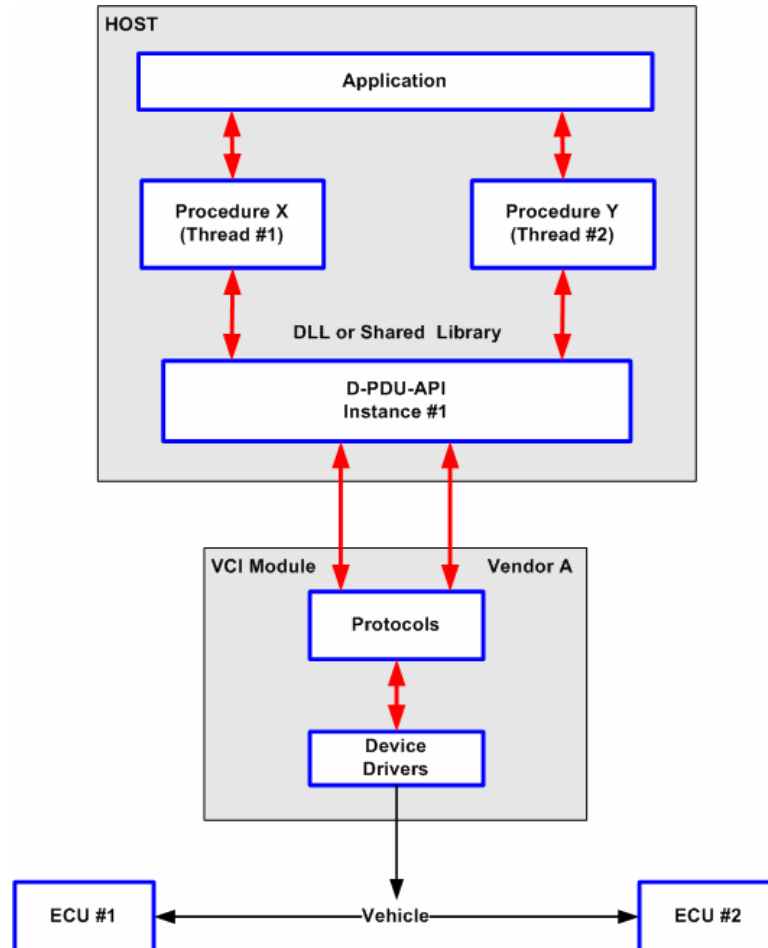 HOST
Application
Procedure X
(Thread #1)
Procedure Y
(Thread #2)
DLL or Shared Library
D-PDU-API
Instance #1
VCI Module
Vendor A
Protocols
Device
Drivers
ECU #1
Vehicle
ECU #2